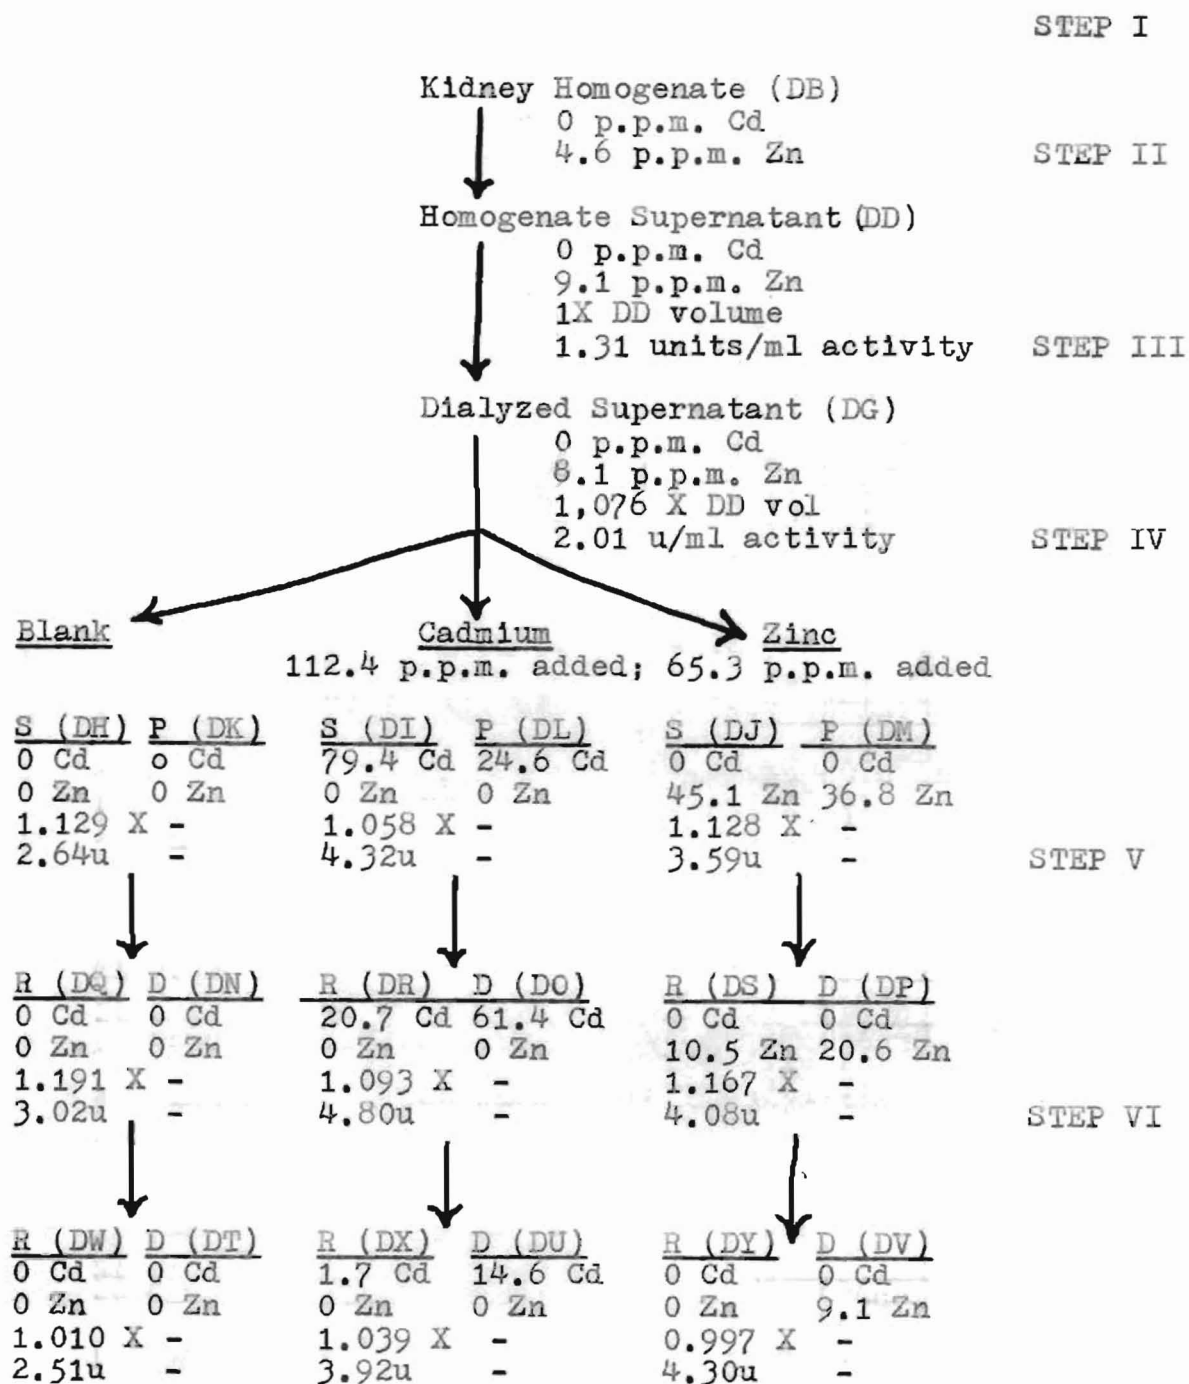 STEP I
Kidney Homogenate (DB)
0 p.p.m. Cd
4.6 p.p.m. Zn STEP II
Homogenate Supernatant (DD)
0 p.p.m. Cd
9.1 p.p.m. Zn
1X DD volume
1.31 units/ml activity STEP III
Dialyzed Supernatant (DG)
0 p.p.m. Cd
8.1 p.p.m. Zn
1,076 X DD vol
2.01 u/ml activity STEP IV
Blank Cadmium Zinc
112.4 p.p.m. added; 65.3 p.p.m. added
S (DH) P (DK) S (DI) P (DL) S (DJ) P (DM)
0 Cd o Cd 79.4 Cd 24.6 Cd 0 Cd 0 Cd
0 Zn 0 Zn 0 Zn 0 Zn 45.1 Zn 36.8 Zn
1.129 X - 1.058 X - 1.128 X -
2.64u - 4.32u - 3.59u - STEP V
R (DQ) D (DN) R (DR) D (DO) R (DS) D (DP)
0 Cd 0 Cd 20.7 Cd 61.4 Cd 0 Cd 0 Cd
0 Zn 0 Zn 0 Zn 0 Zn 10.5 Zn 20.6 Zn
1.191 X - 1.093 X - 1.167 X -
3.02u - 4.80u - 4.08u - STEP VI
R (DW) D (DT) R (DX) D (DU) R (DY) D (DV)
0 Cd 0 Cd 1.7 Cd 14.6 Cd 0 Cd 0 Cd
0 Zn 0 Zn 0 Zn 0 Zn 0 Zn 9.1 Zn
1.010 X - 1.039 X - 0.997 X -
2.51u - 3.92u - 4.30u -